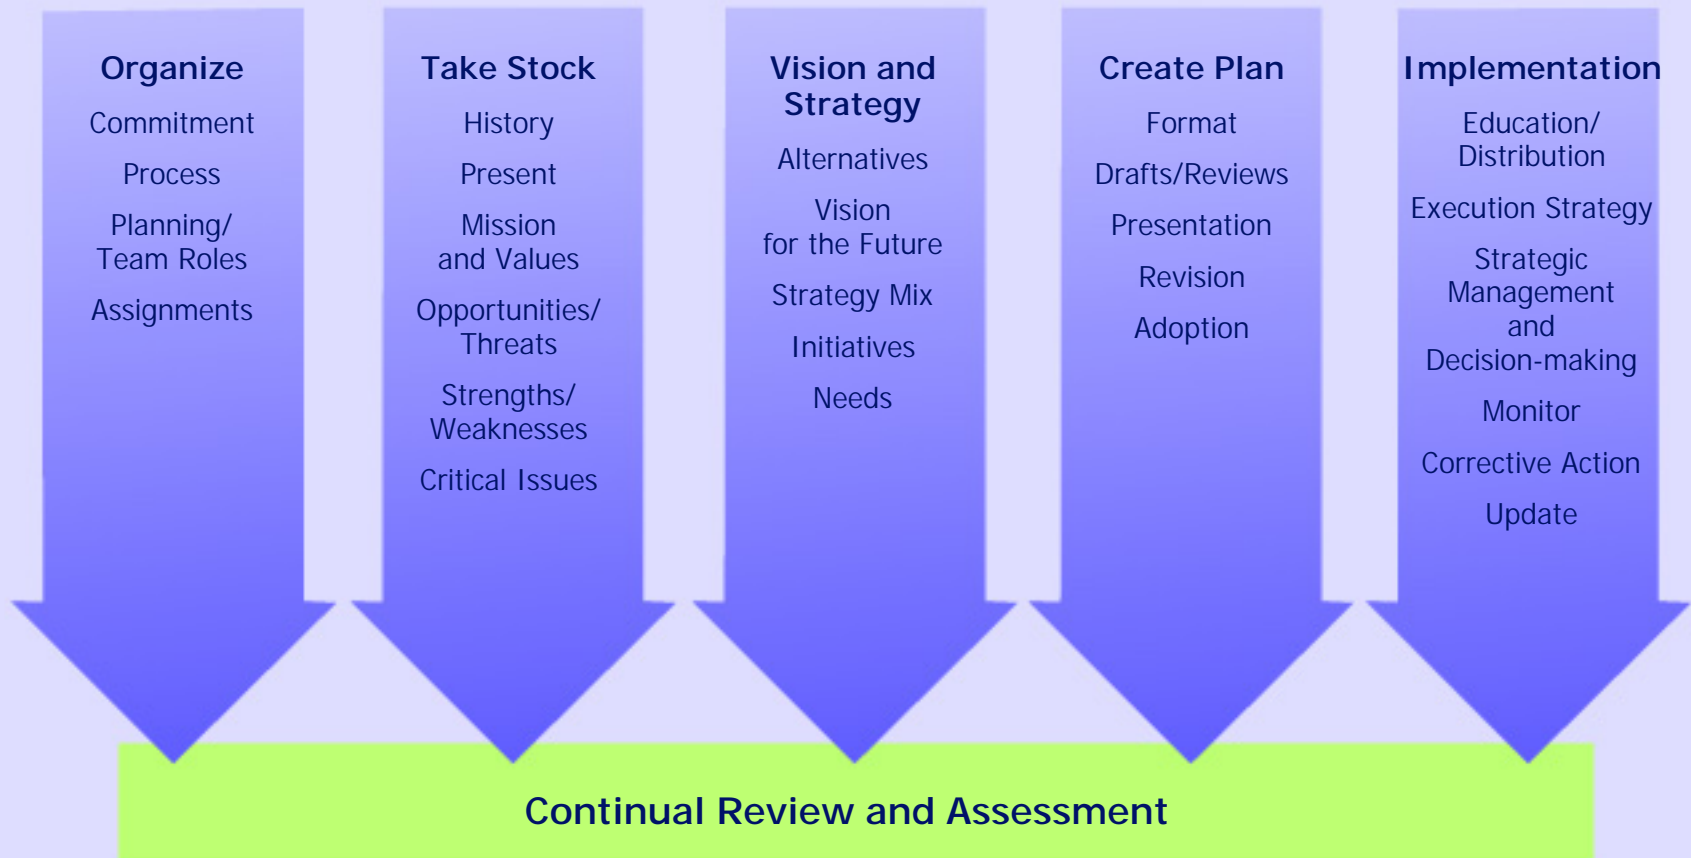 Organize
Commitment
Process
Planning/
Team Roles
Assignments
Take Stock
History
Present
Mission
and Values
Opportunities/
Threats
Strengths/
Weaknesses
Critical Issues
Vision and
Strategy
Alternatives
Vision
for the Future
Strategy Mix
Initiatives
Needs
Create Plan
Format
Drafts/Reviews
Presentation
Revision
Adoption
Implementation
Education/
Distribution
Execution Strategy
Strategic
Management
and
Decision-making
Monitor
Corrective Action
Update
Continual Review and Assessment